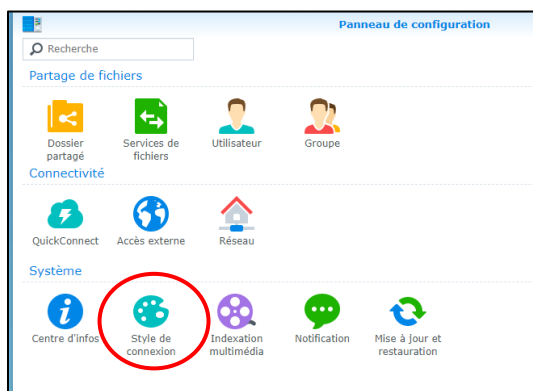 Panneau de configuration
Recherche
Partage de fichiers
Dossier partagé
Services de fichiers
Utilisateur
Groupe
Connectivité
QuickConnect
Accès externe
Réseau
Système
Centre d'infos
Style de connexion
Indexation multimédia
Notification
Mise à jour et restauration